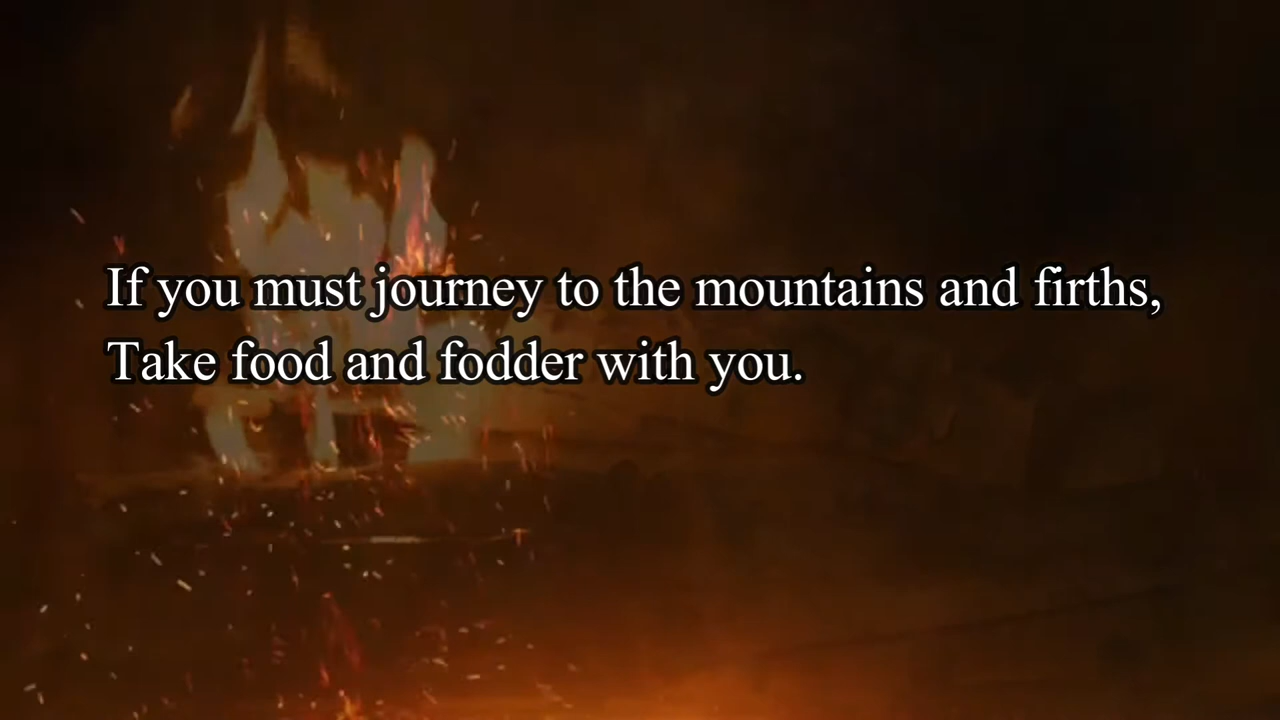 If you must journey to the mountains and firths,
Take food and fodder with you.